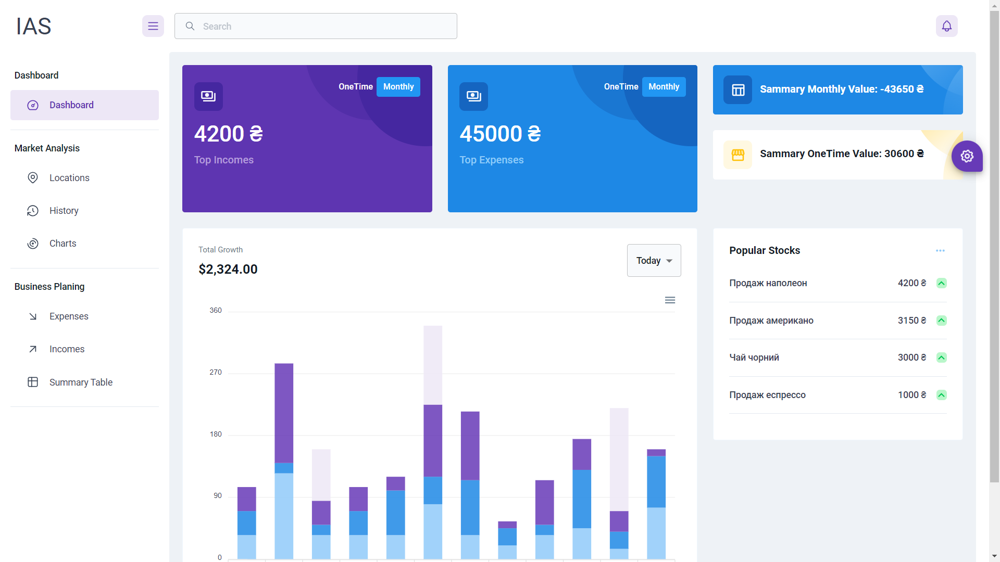 IAS
Search
Dashboard
Dashboard
Market Analysis
Locations
History
Charts
Business Planing
Expenses
Incomes
Summary Table
OneTime Monthly
4200 ₴
Top Incomes
OneTime Monthly
45000 ₴
Top Expenses
Sammary Monthly Value: -43650 ₴
Sammary OneTime Value: 30600 ₴
Total Growth
$2,324.00
Today
360
270
180
90
0
Popular Stocks
Продаж наполеон 4200 ₴
Продаж американо 3150 ₴
Чай чорний 3000 ₴
Продаж еспрессо 1000 ₴